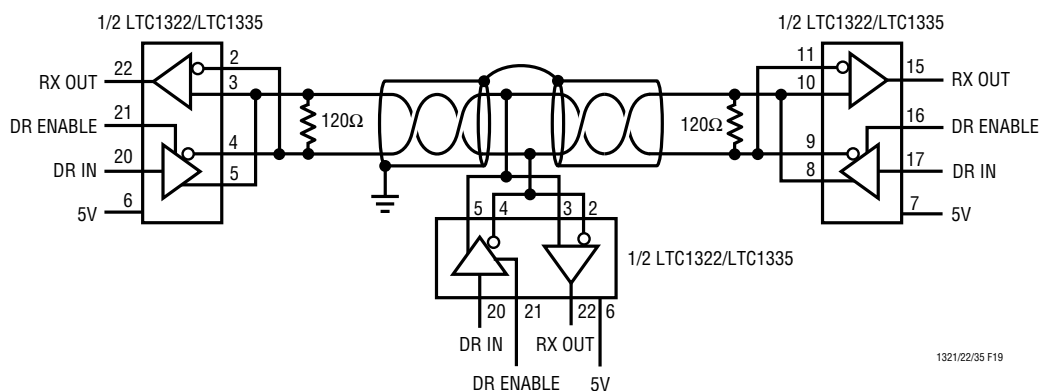 1/2 LTC1322/LTC1335
1/2 LTC1322/LTC1335
RX OUT 22
2
3
DR ENABLE 21
4
DR IN 20
5
5V 6
120Ω
120Ω
11
10
15 RX OUT
16 DR ENABLE
9
17 DR IN
8
7 5V
5 4 3 2
1/2 LTC1322/LTC1335
20 21 22 6
DR IN RX OUT
DR ENABLE 5V
1321/22/35 F19